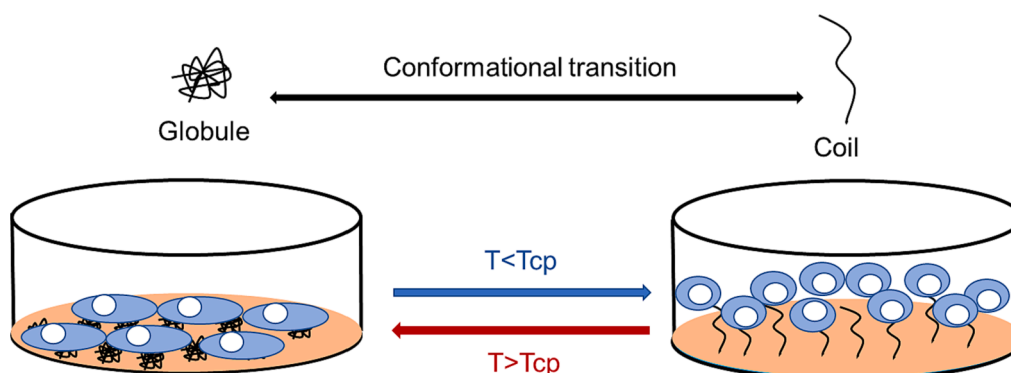 Conformational transition
Globule
Coil
T<Tcp
T>Tcp